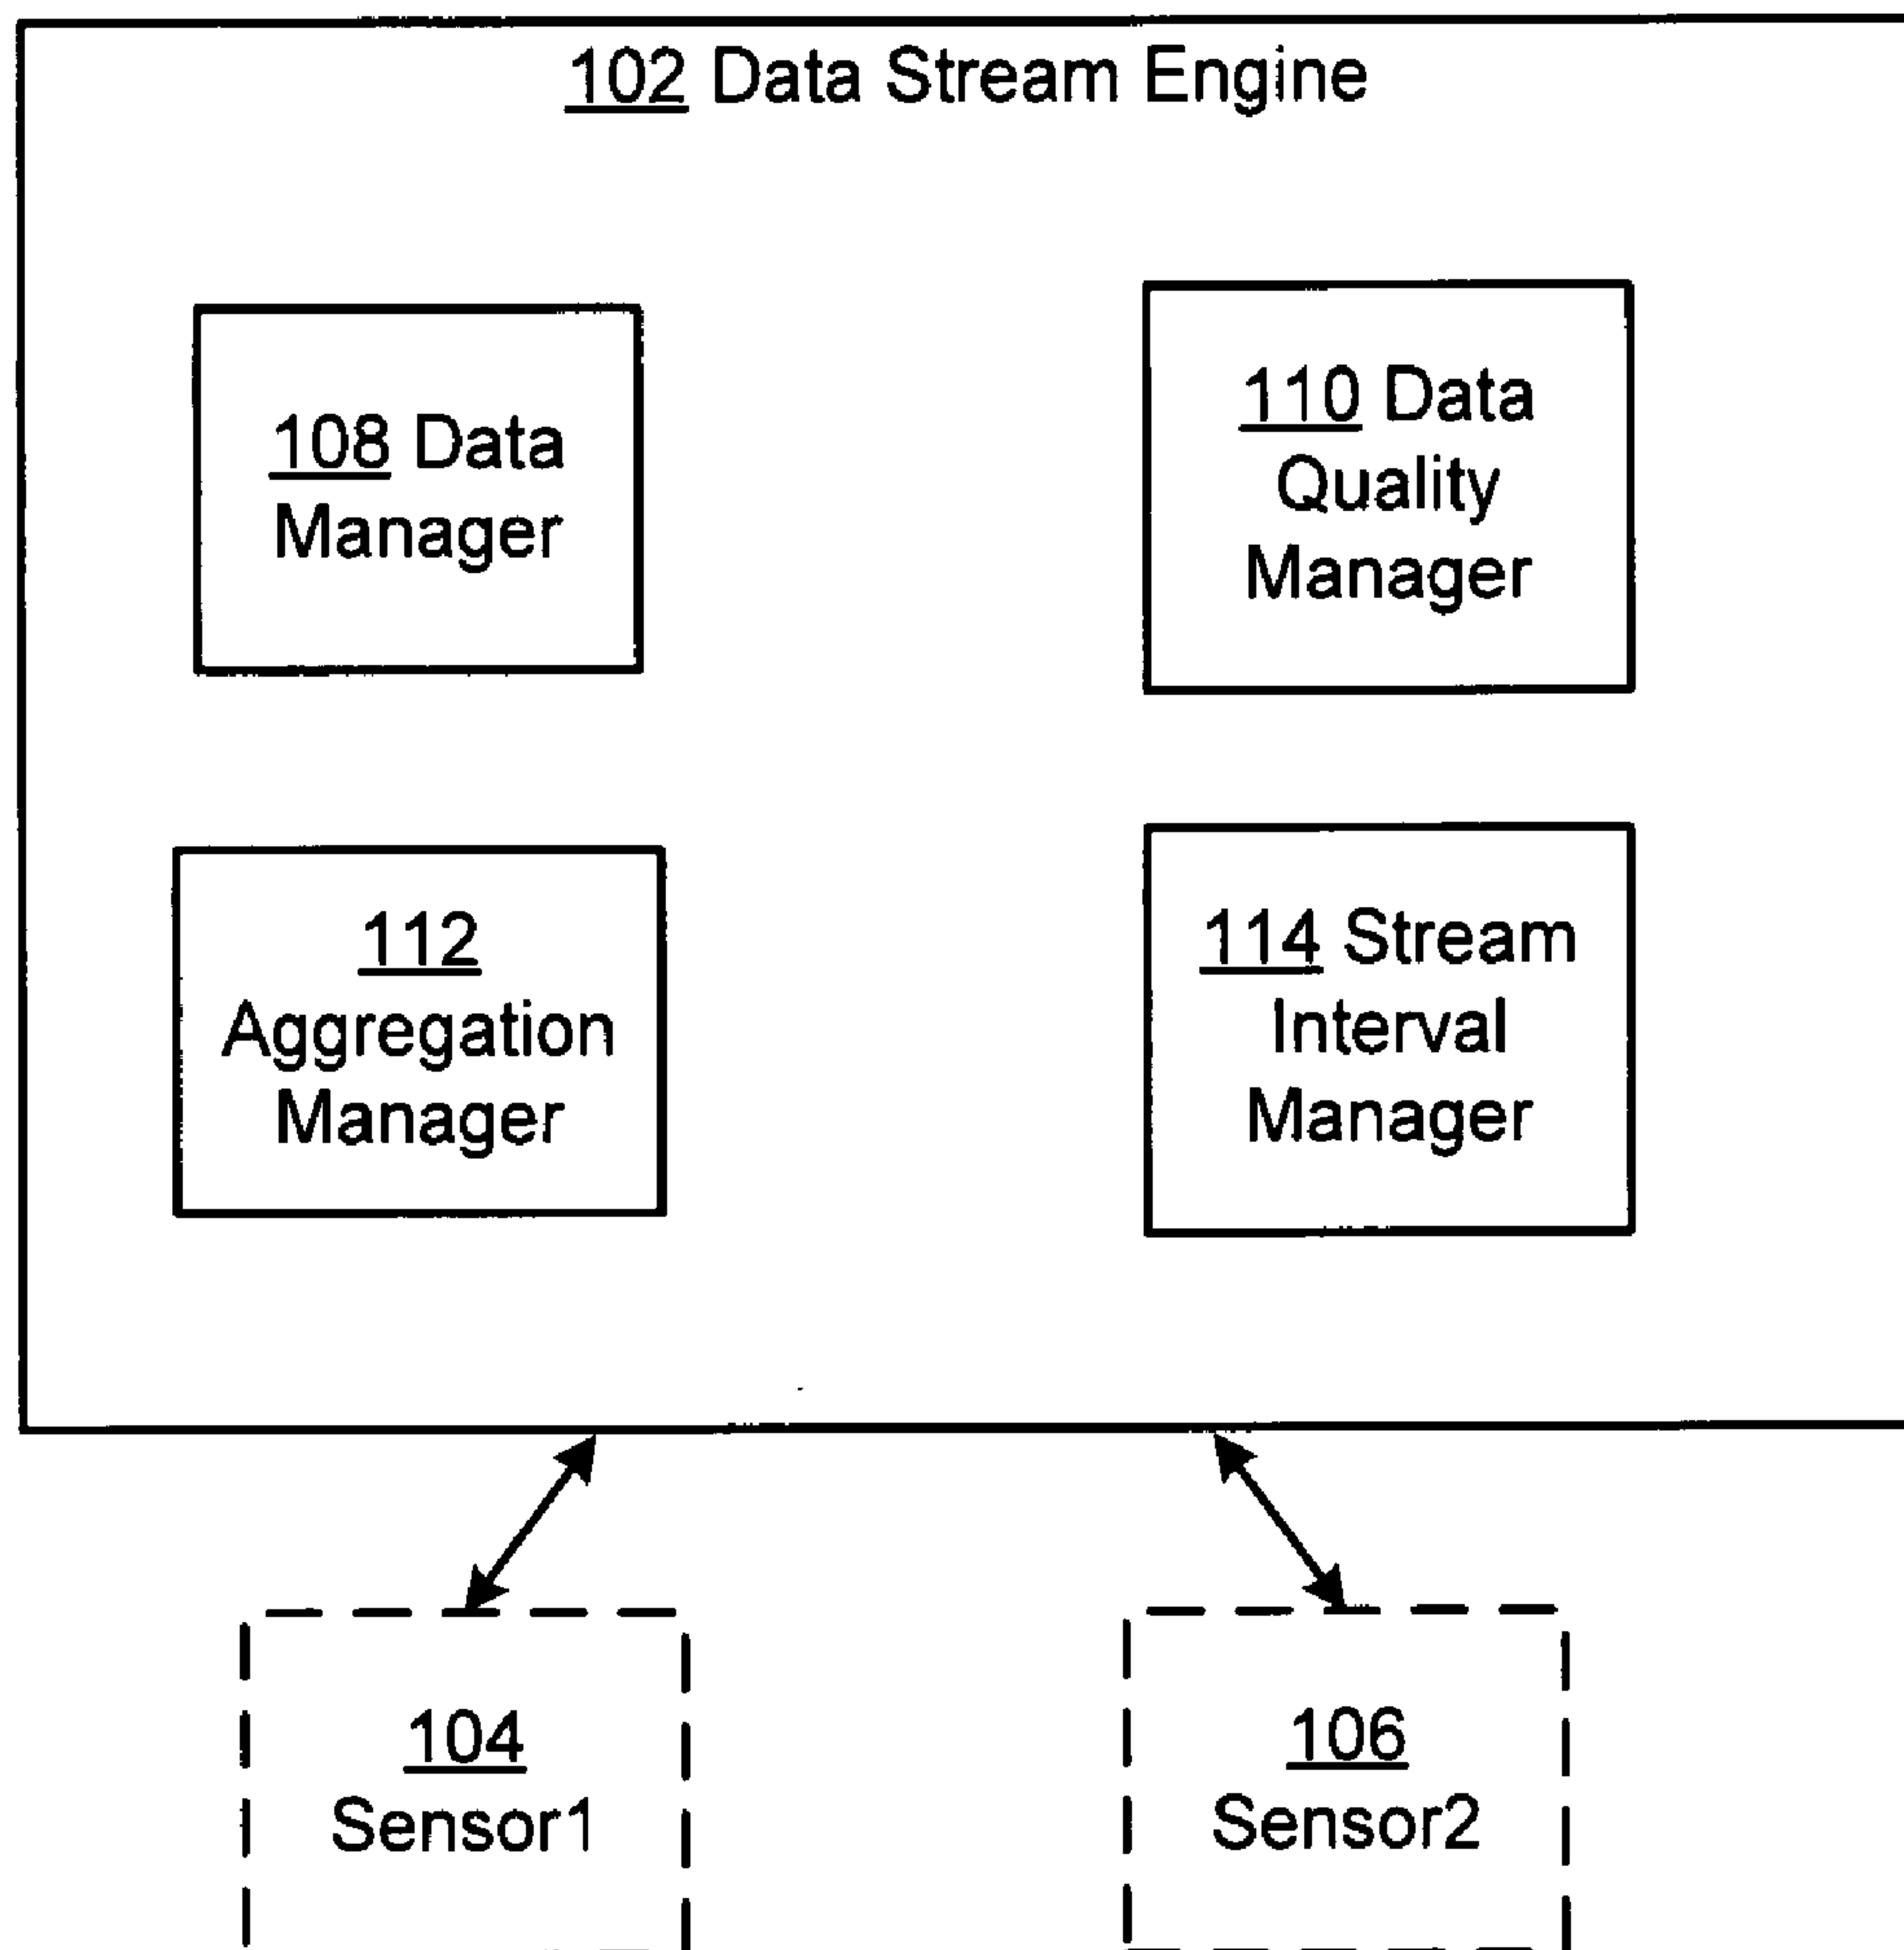 102 Data Stream Engine
108 Data
Manager
110 Data
Quality
Manager
112
Aggregation
Manager
114 Stream
Interval
Manager
104
Sensor1
106
Sensor2